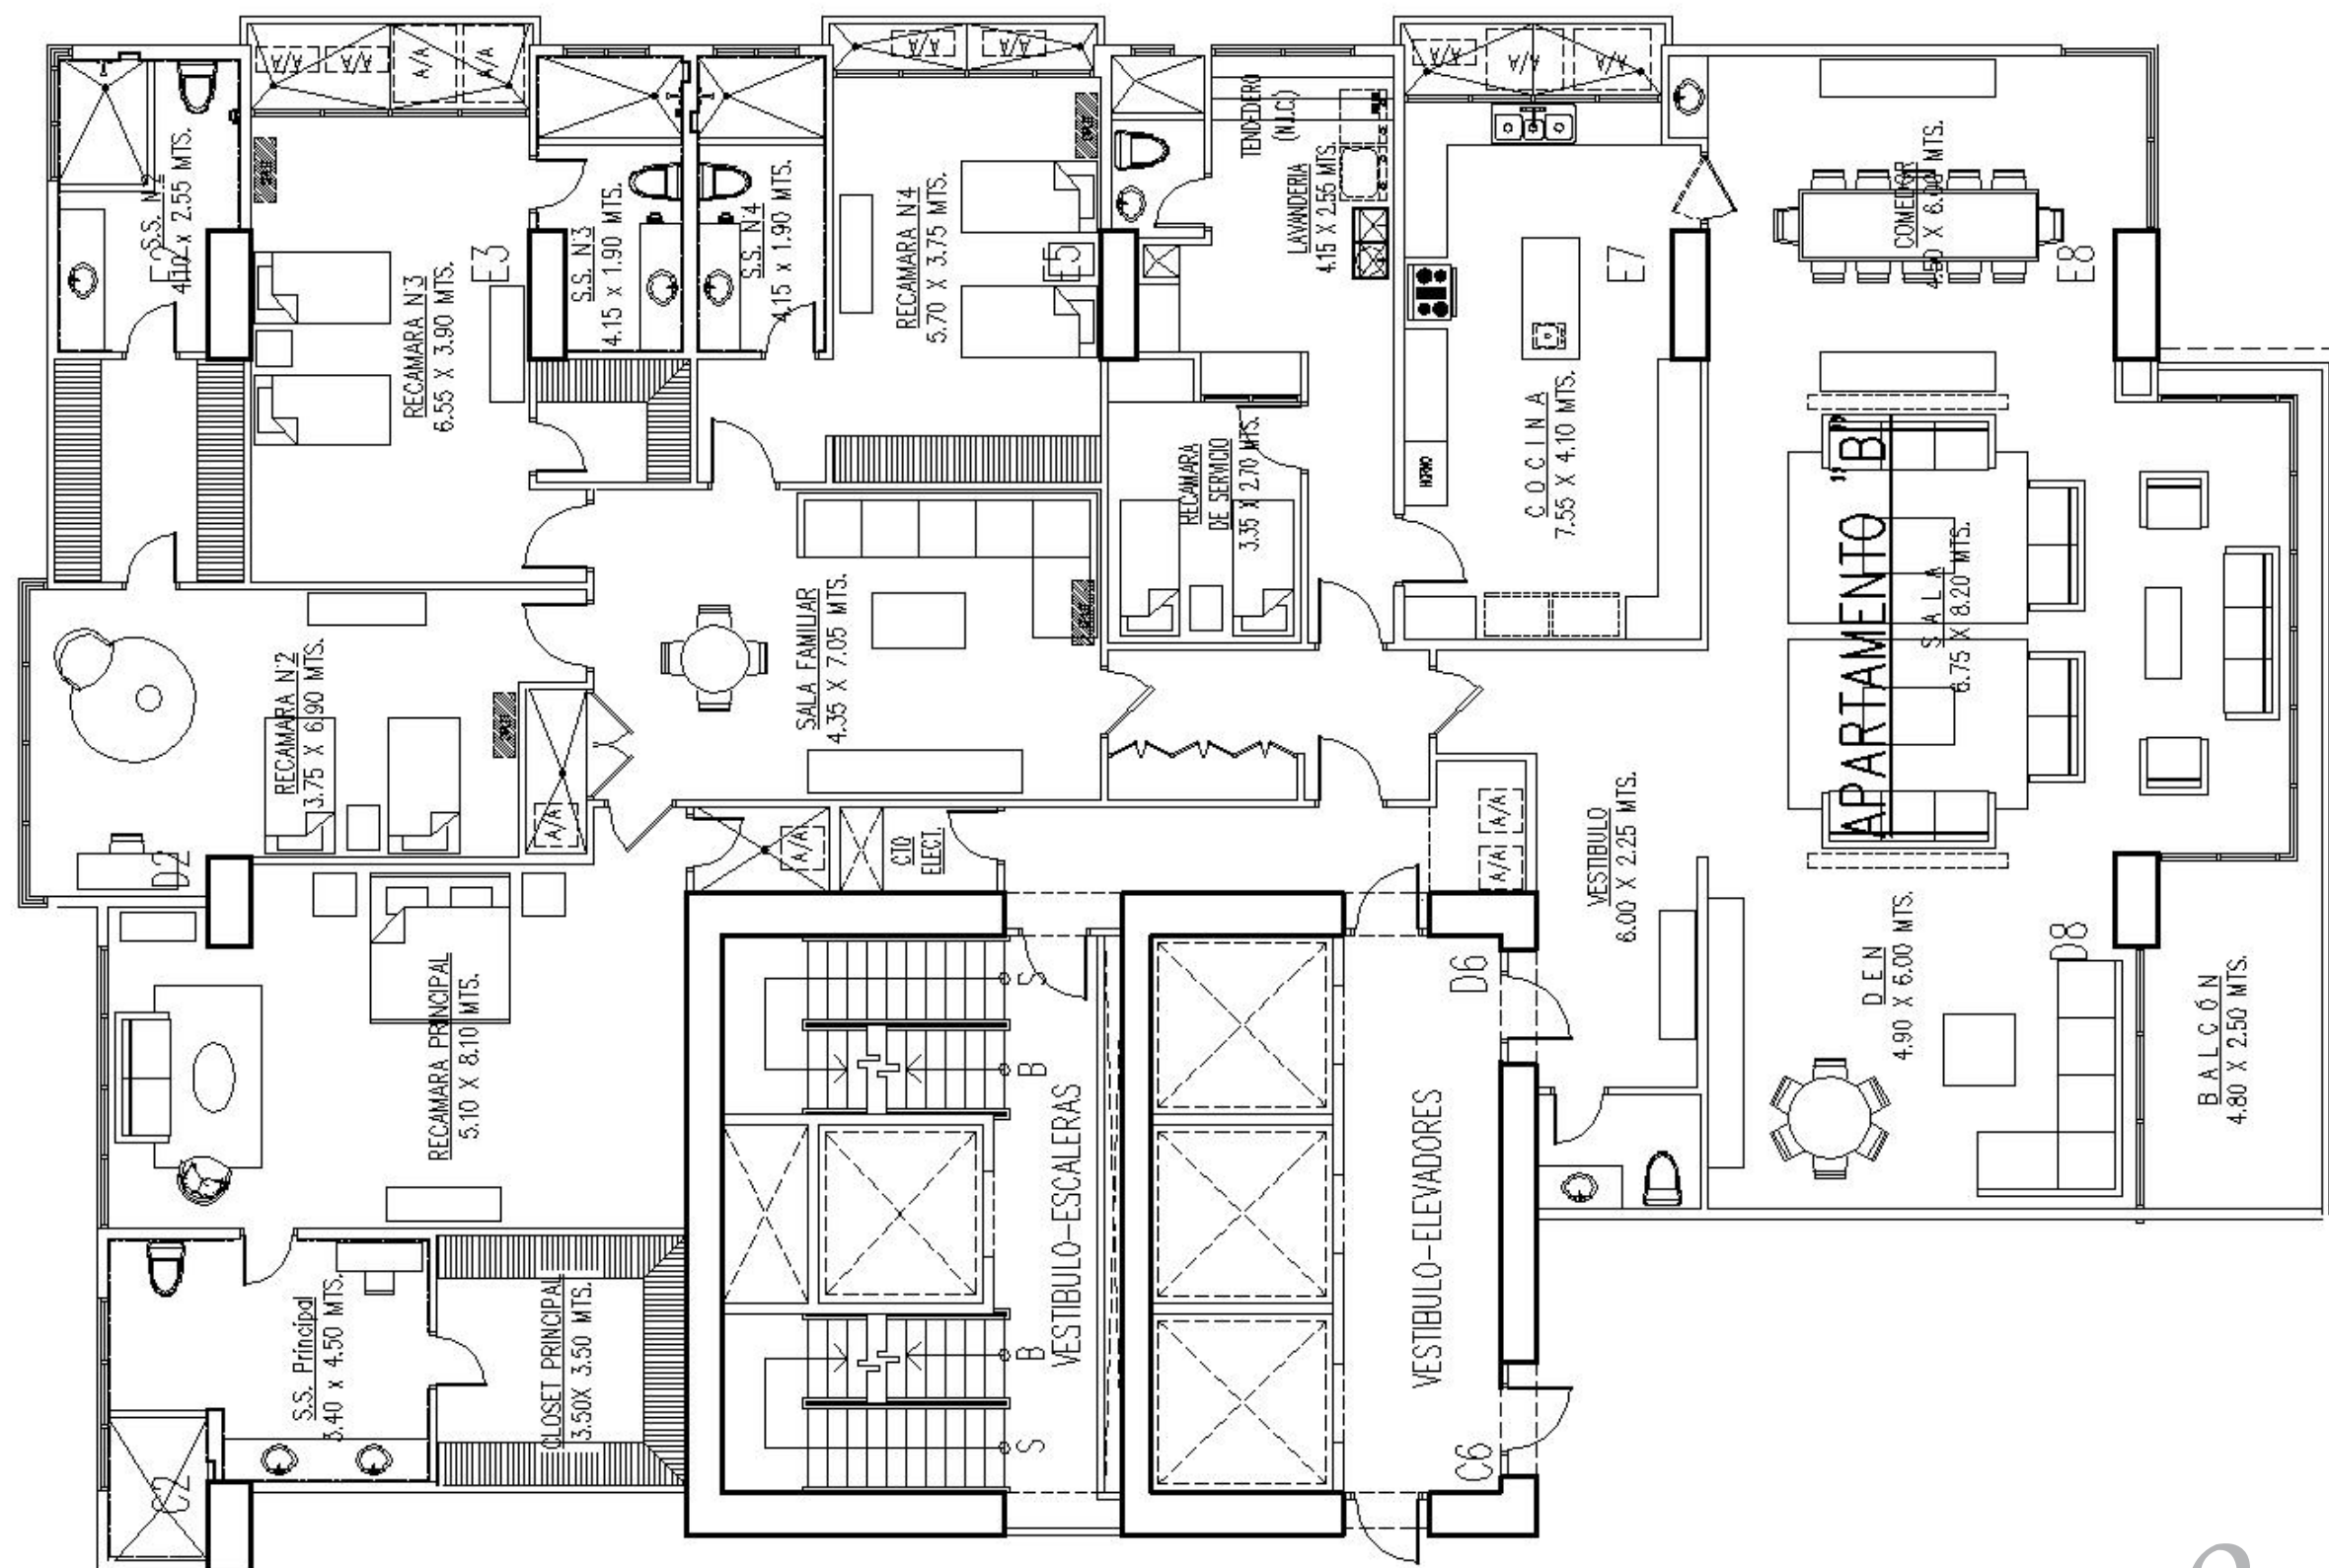 A/A
A/A
A/A
A/A
A/A
A/A
A/A
A/A
A/A
4.10 x 2.55 MTS.
E3
RECAMARA N.3
6.55 X 3.90 MTS.
S.S. N.3
4.15 x 1.90 MTS.
S.S. N.4
4.15 x 1.90 MTS.
RECAMARA N.4
5.70 X 3.75 MTS.
E5
TENDEDERO
(N.I.C.)
LAVANDERIA
4.15 X 2.55 MTS.
E7
COMEDOR
4.50 X 6.00 MTS.
E8
HORNO
C O C I N A
7.55 X 4.10 MTS.
RECAMARA
DE SERVICIO
3.35 X 2.70 MTS.
APARTAMENTO "B"
S A L A
6.75 X 8.20 MTS.
RECAMARA N.2
3.75 X 6.90 MTS.
SALA FAMILIAR
4.35 X 7.05 MTS.
A/A
A/A
CTO
ELECT.
A/A
A/A
VESTIBULO
6.00 X 2.25 MTS.
D2
RECAMARA PRINCIPAL
5.10 X 8.10 MTS.
S
B
VESTIBULO-ESCALERAS
B
S
D6
VESTIBULO-ELEVADORES
C6
D E N
4.90 X 6.00 MTS.
D8
B A L C Ó N
4.80 X 2.50 MTS.
S.S. Principal
3.40 x 4.50 MTS.
CLOSET PRINCIPAL
3.50X 3.50 MTS.
C2